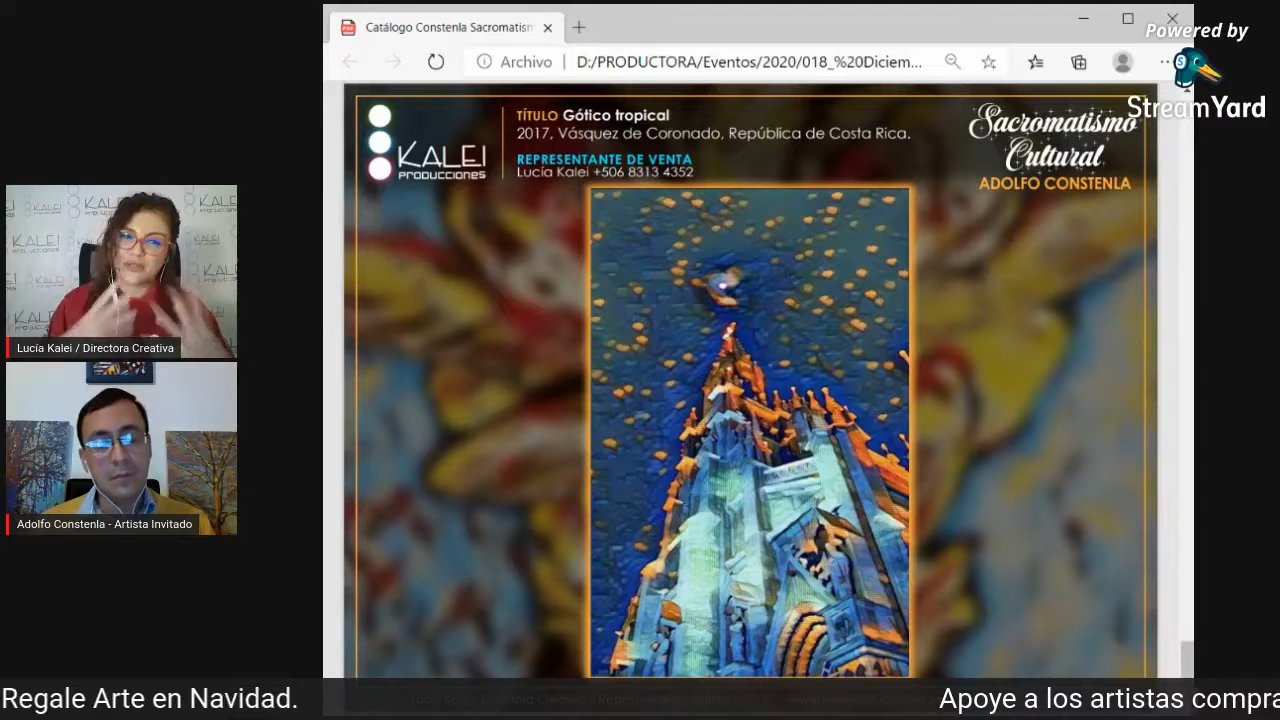 Catálogo Constenla Sacromatism
Archivo
D:/PRODUCTORA/Eventos/2020/018_%20Diciem...
Powered by
StreamYard
KALEI
PRODUCCIONES
TÍTULO Gótico tropical
2017, Vásquez de Coronado, República de Costa Rica.
REPRESENTANTE DE VENTA
Lucía Kalei +506 8313 4352
Sacromatismo
Cultural
ADOLFO CONSTENLA
Lucía Kalei / Directora Creativa
Adolfo Constenla - Artista Invitado
Regale Arte en Navidad.
Apoye a los artistas compra